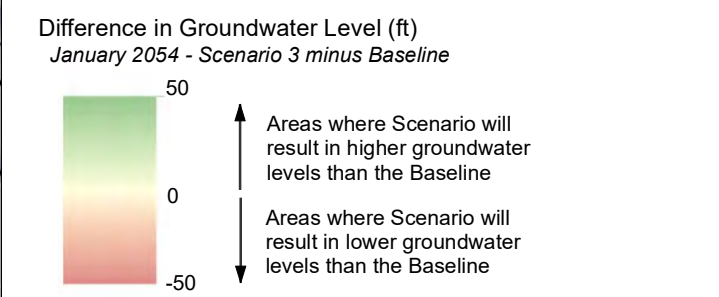 Difference in Groundwater Level (ft)
January 2054 - Scenario 3 minus Baseline
50
Areas where Scenario will
result in higher groundwater
levels than the Baseline
0
Areas where Scenario will
result in lower groundwater
levels than the Baseline
-50